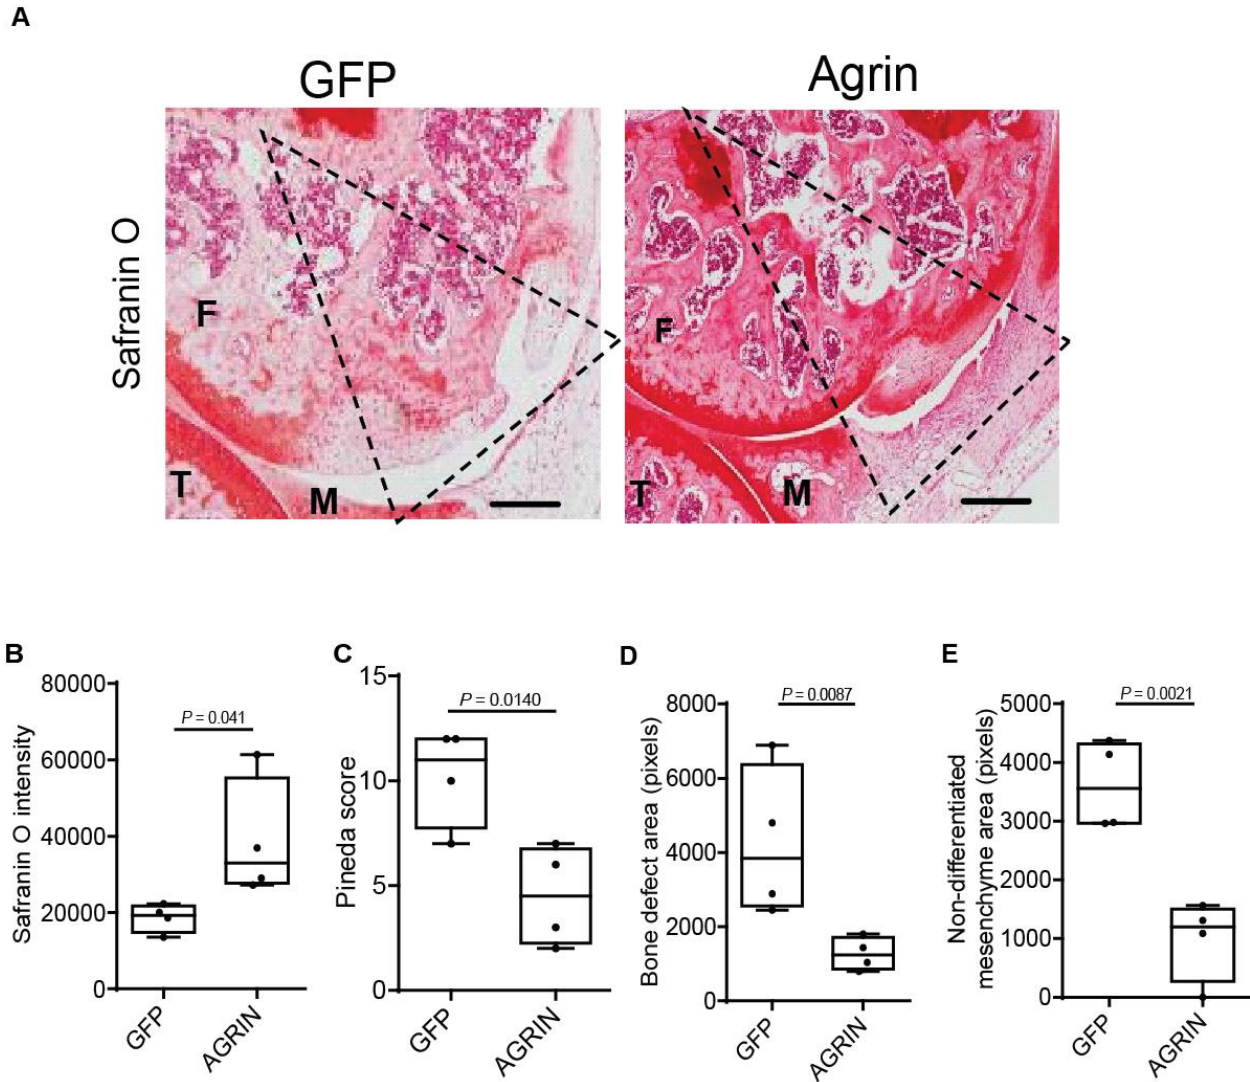 A
GFP
Agrin
Safranin O
F
T
M
F
T
M
B
Safranin O intensity
80000
60000
40000
20000
0
P = 0.041
GFP
AGRIN
C
Pineda score
15
10
5
0
P = 0.0140
GFP
AGRIN
D
Bone defect area (pixels)
8000
6000
4000
2000
0
P = 0.0087
GFP
AGRIN
E
Non-differentiated
mesenchyme area (pixels)
5000
4000
3000
2000
1000
0
P = 0.0021
GFP
AGRIN